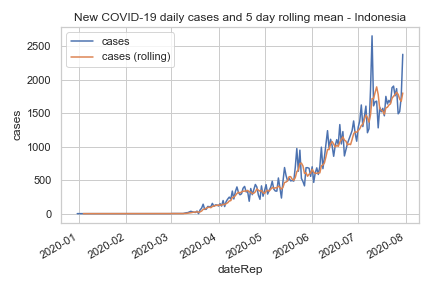 New COVID-19 daily cases and 5 day rolling mean - Indonesia
cases
cases (rolling)
2500
2000
1500
1000
500
0
cases
2020-01
2020-02
2020-03
2020-04
2020-05
2020-06
2020-07
2020-08
dateRep